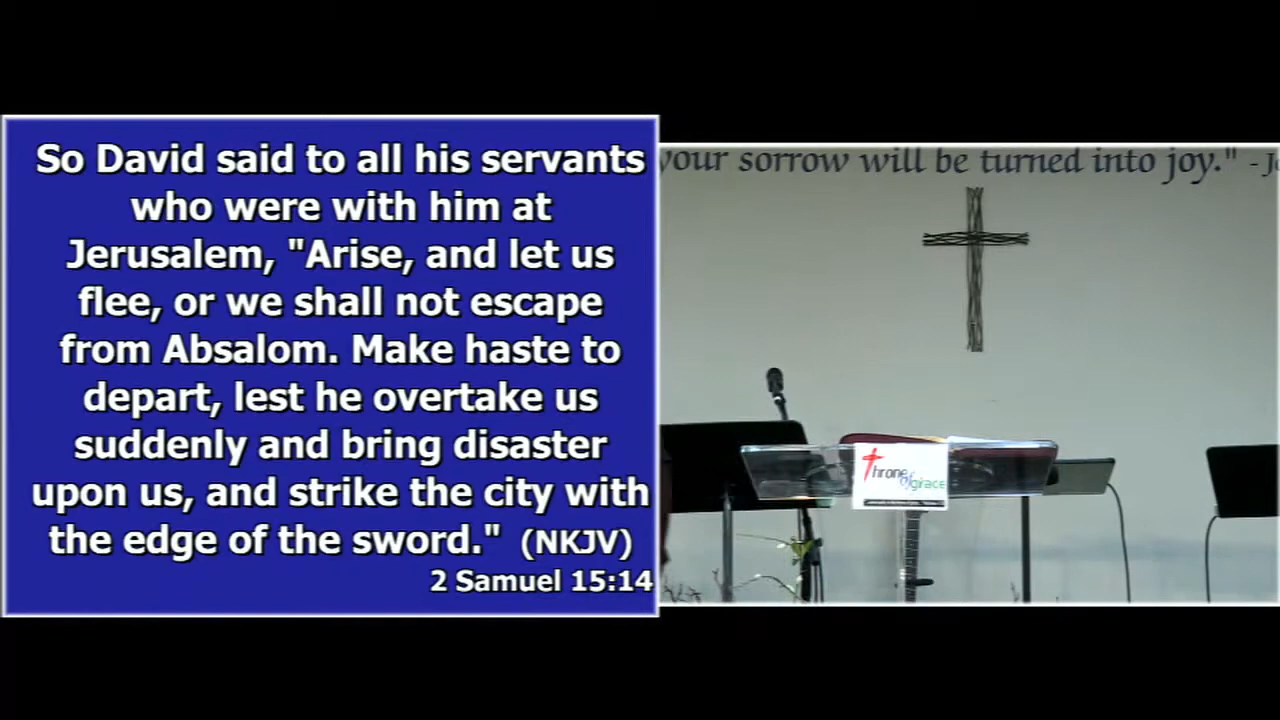 So David said to all his servants
who were with him at
Jerusalem, "Arise, and let us
flee, or we shall not escape
from Absalom. Make haste to
depart, lest he overtake us
suddenly and bring disaster
upon us, and strike the city with
the edge of the sword." (NKJV)
2 Samuel 15:14
your sorrow will be turned into joy." -
Throne
of grace